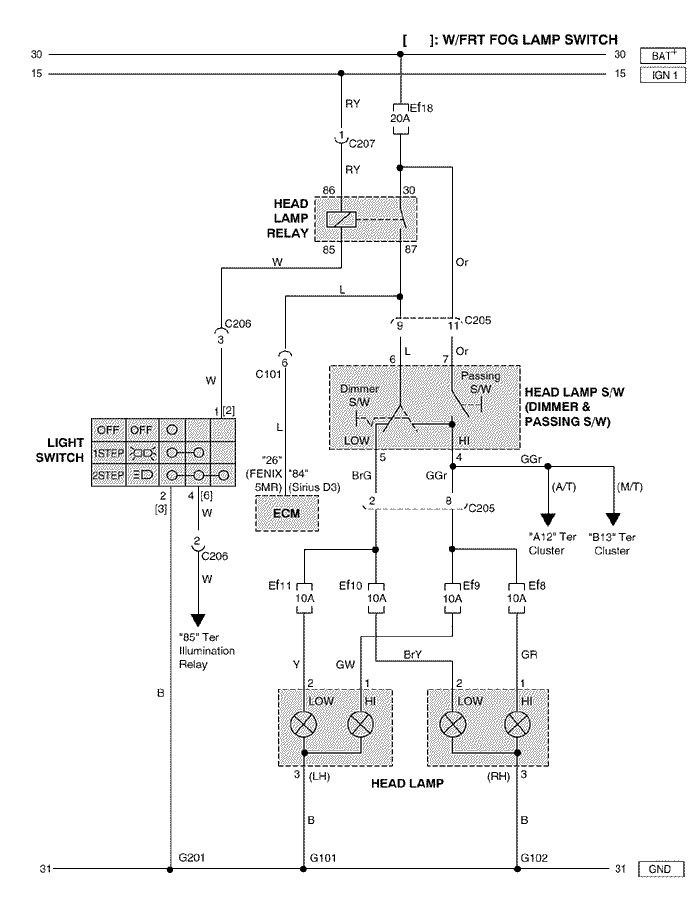 [ ]: W/FRT FOG LAMP SWITCH
30 30 BAT+
15 15 IGN 1
RY Ef18
20A
1 C207
RY
86 30
HEAD
LAMP
RELAY
85 87
W Or
L
C206 9 11 C205
3
6 L 7 Or
6
C101
W
Dimmer
S/W
Passing
S/W
HEAD LAMP S/W
(DIMMER &
PASSING S/W)
1 [2]
LIGHT
SWITCH
OFF OFF
1STEP
2STEP
L
LOW HI
5 4
"26"
(FENIX
5MR)
"84"
(Sirius D3)
ECM
BrG GGr GGr
(A/T) (M/T)
2
[3]
4 [6]
W
2 8 C205
"A12" Ter
Cluster
"B13" Ter
Cluster
2
C206
W
Ef11 Ef10 Ef9 Ef8
10A 10A 10A 10A
"85" Ter
Illumination
Relay
Y GW BrY GR
B
2 1 2 1
LOW HI LOW HI
3 (LH) (RH) 3
HEAD LAMP
B B
31 G201 G101 G102 31 GND